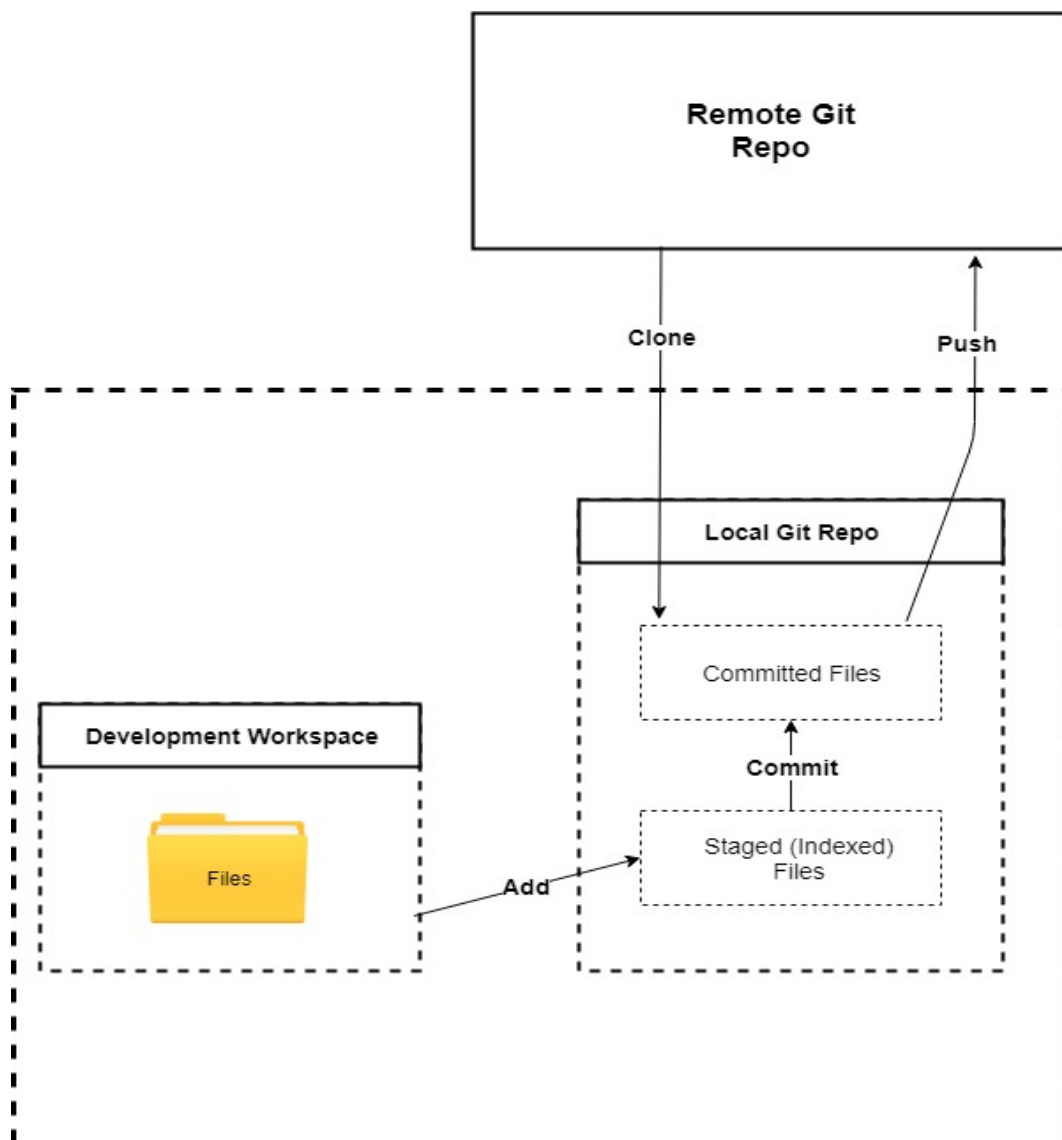 Remote Git
Repo
Clone
Push
Local Git Repo
Committed Files
Development Workspace
Commit
Staged (Indexed)
Files
Files
Add